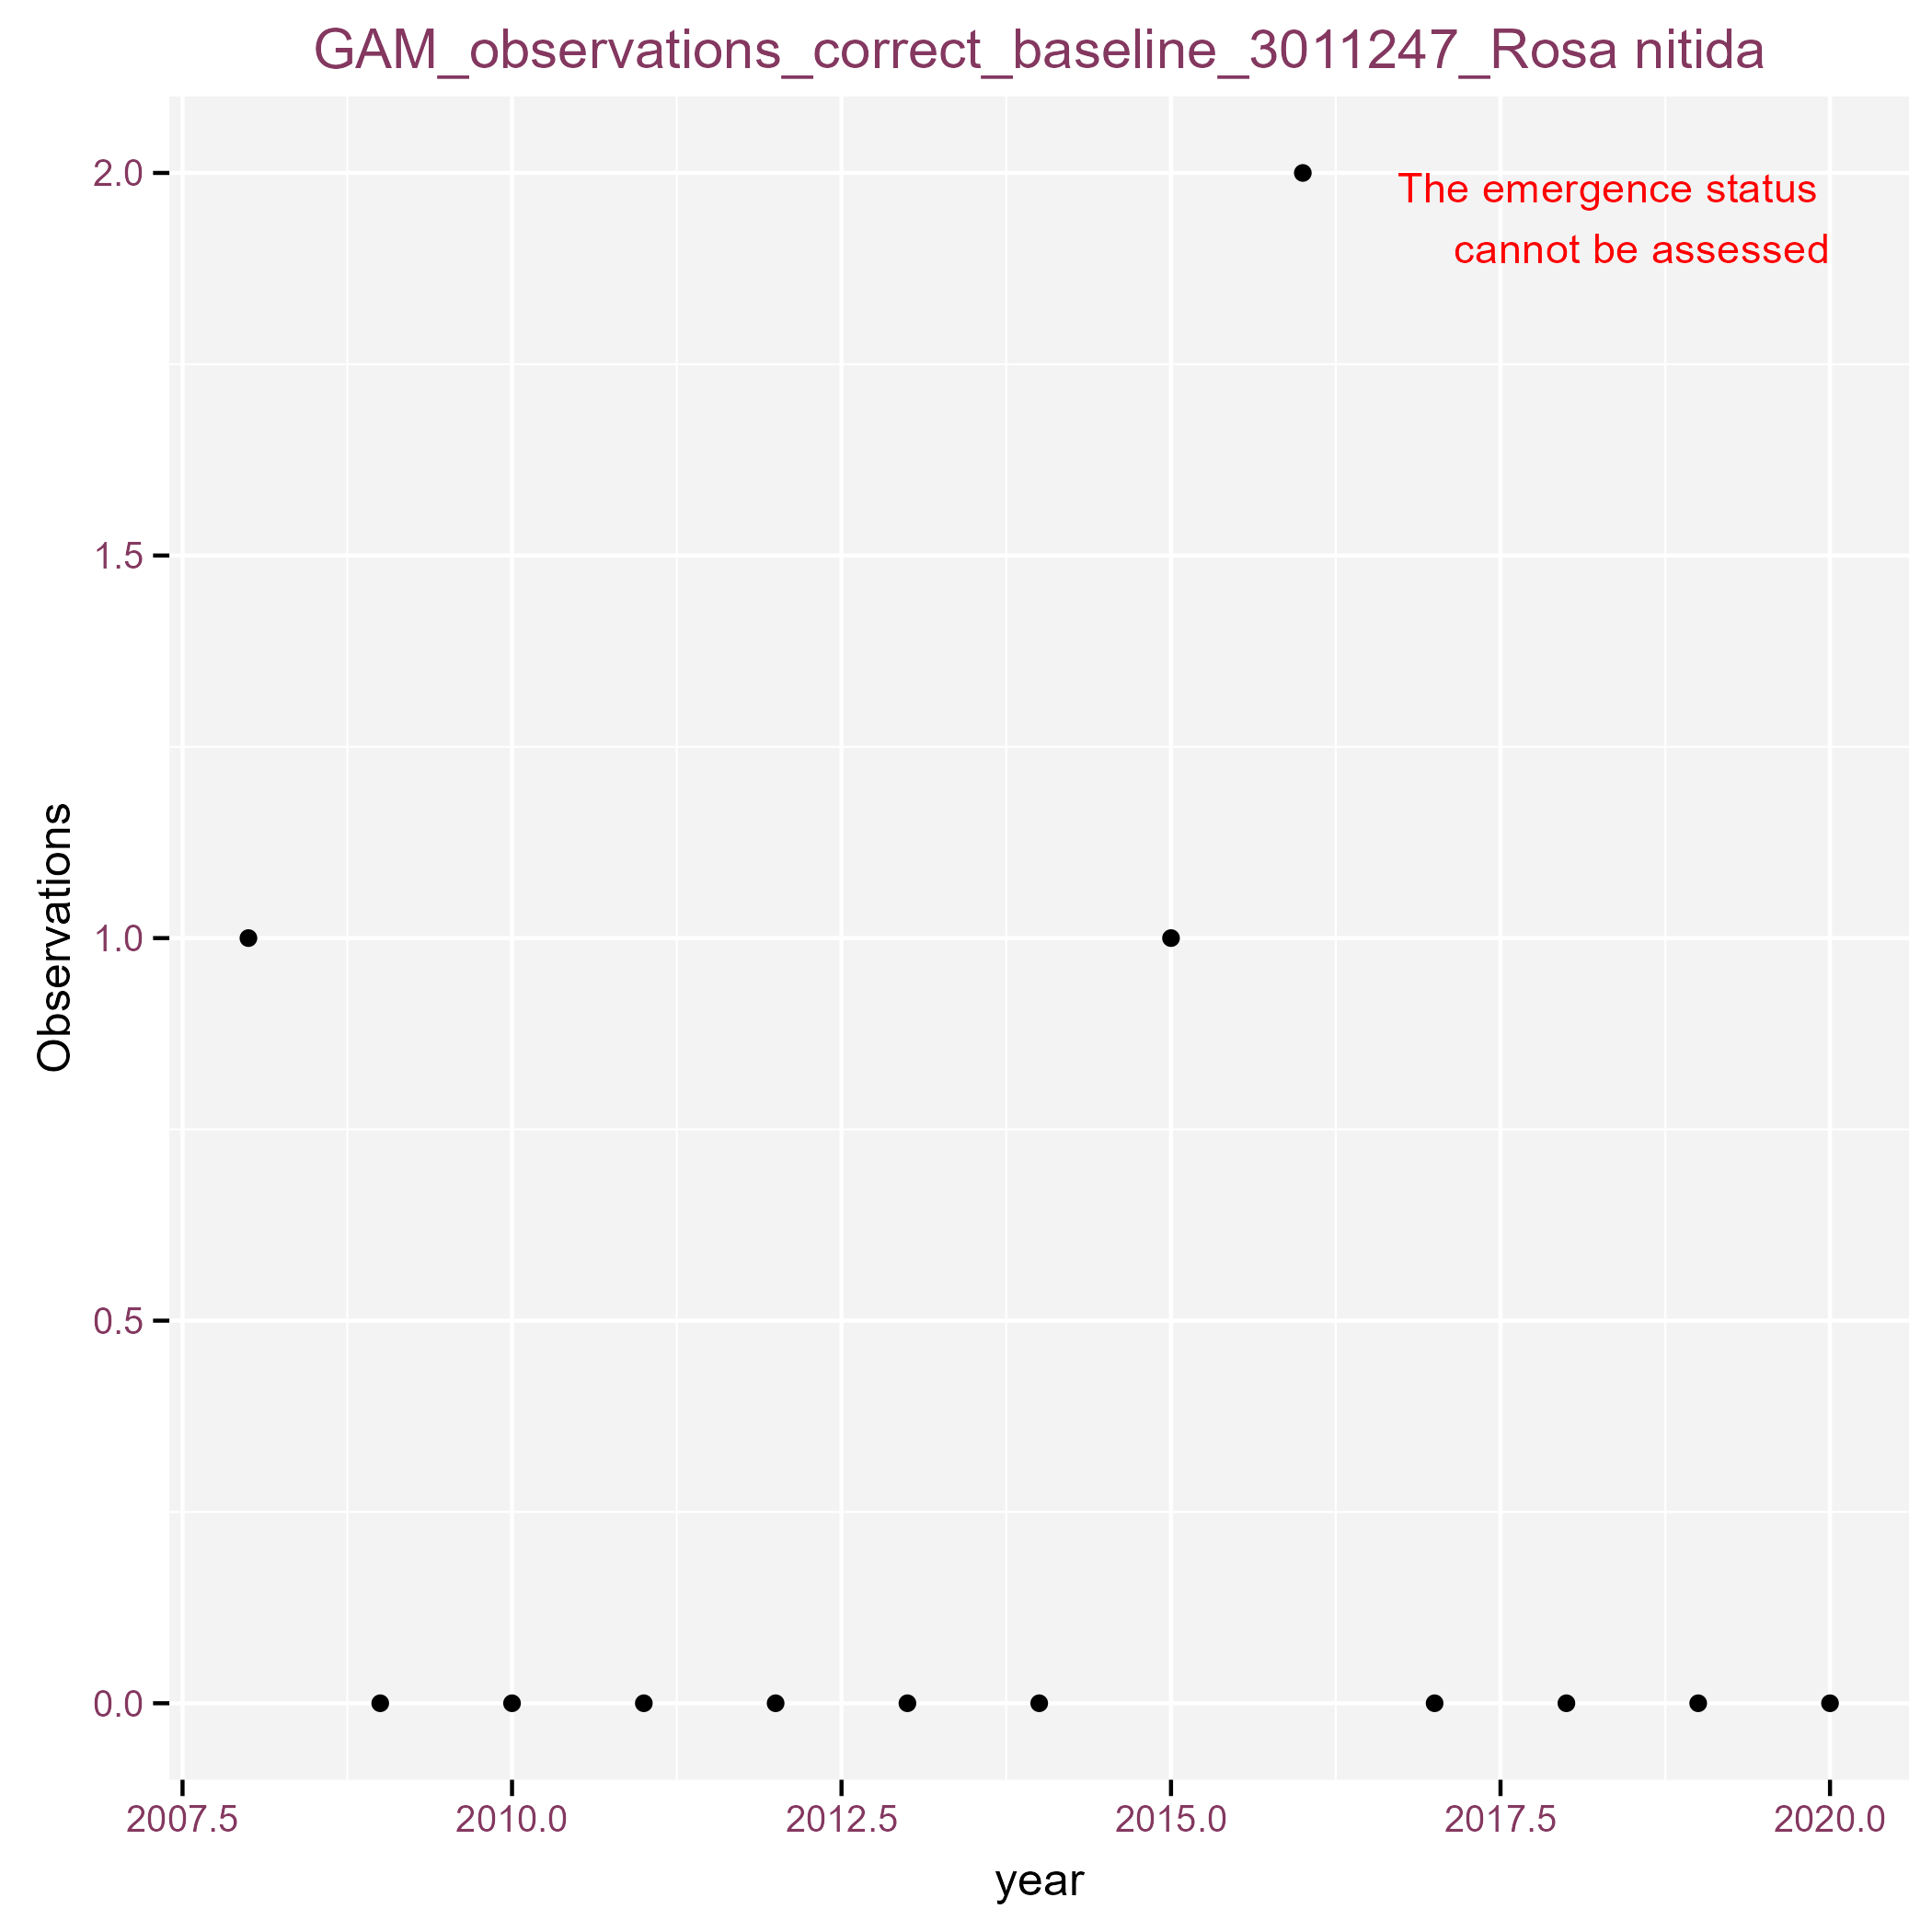 GAM_observations_correct_baseline_3011247_Rosa nitida
2.0
The emergence status
cannot be assessed
1.5
Observations
1.0
0.5
0.0
2007.5 2010.0 2012.5 2015.0 2017.5 2020.0
year